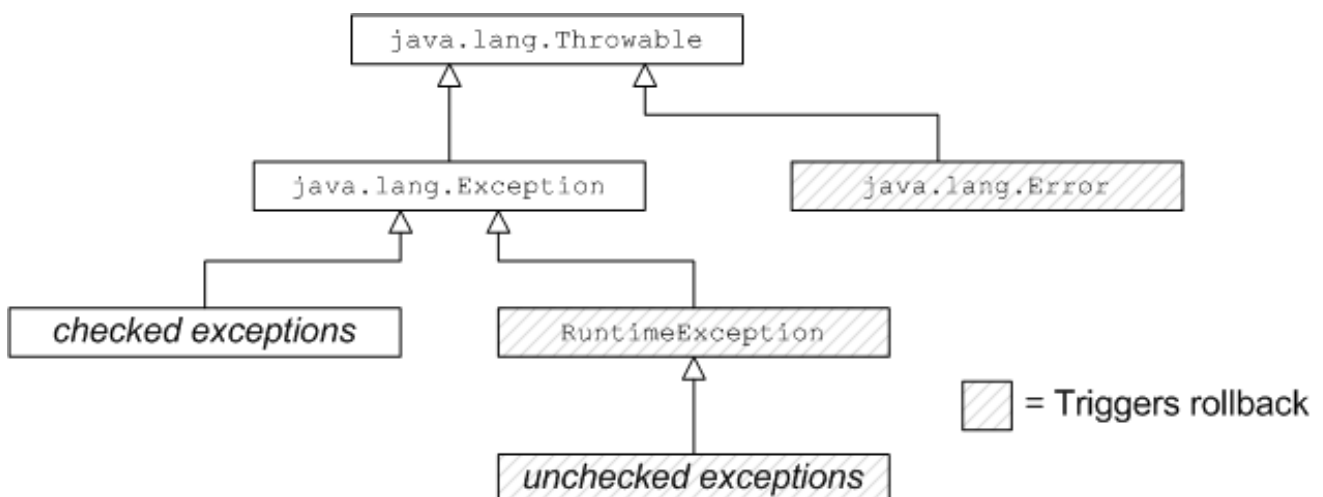 java.lang.Throwable
java.lang.Exception
java.lang.Error
checked exceptions
RuntimeException
= Triggers rollback
unchecked exceptions